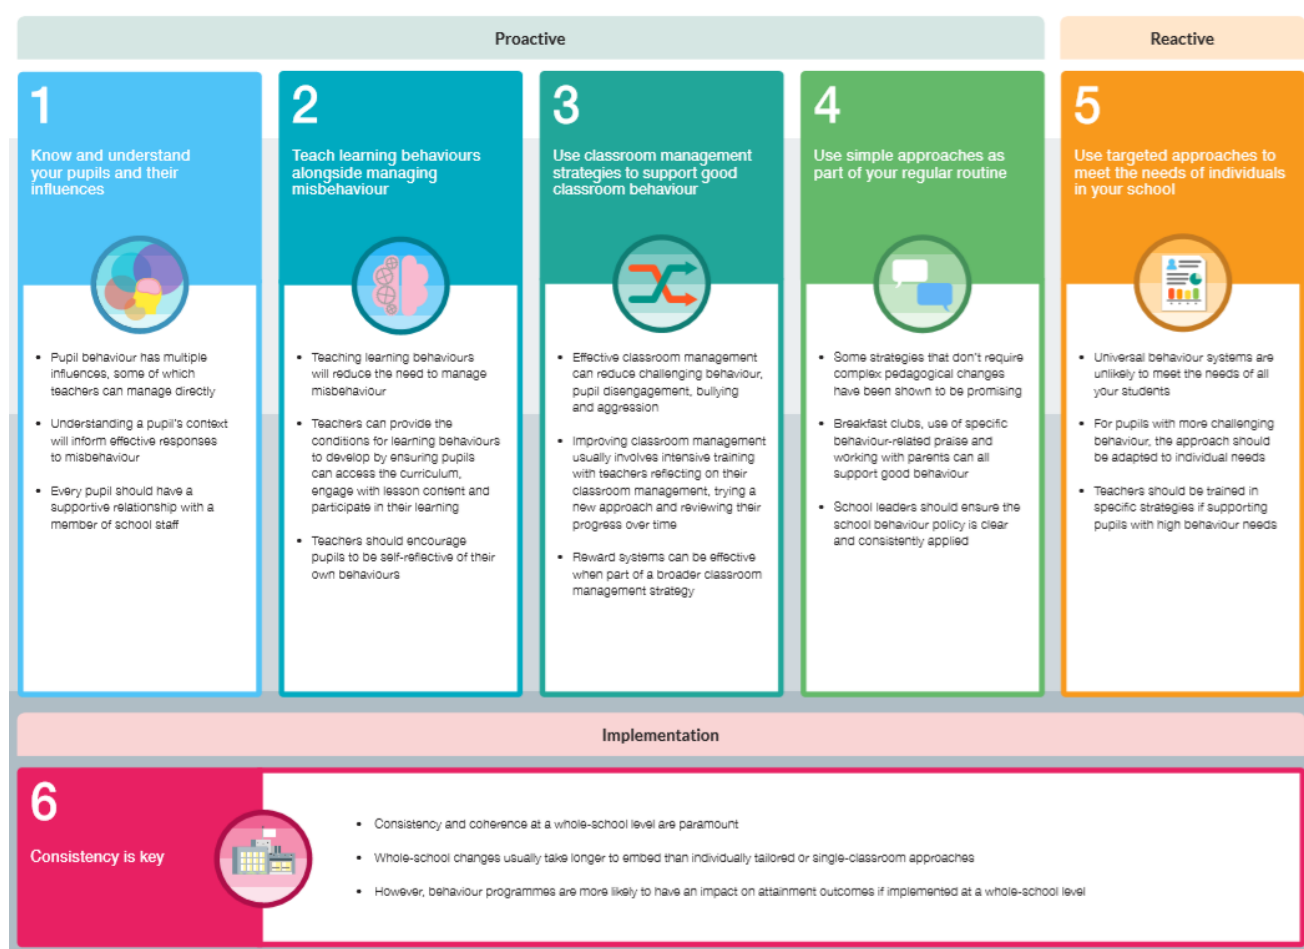 Proactive
Reactive
1
Know and understand
your pupils and their
influences
• Pupil behaviour has multiple
influences, some of which
teachers can manage directly
• Understanding a pupil's context
will inform effective responses
to misbehaviour
• Every pupil should have a
supportive relationship with a
member of school staff
2
Teach learning behaviours
alongside managing
misbehaviour
• Teaching learning behaviours
will reduce the need to manage
misbehaviour
• Teachers can provide the
conditions for learning behaviours
to develop by ensuring pupils
can access the curriculum,
engage with lesson content and
participate in their learning
• Teachers should encourage
pupils to be self-reflective of their
own behaviours
3
Use classroom management
strategies to support good
classroom behaviour
• Effective classroom management
can reduce challenging behaviour,
pupil disengagement, bullying
and aggression
• Improving classroom management
usually involves intensive training
with teachers reflecting on their
classroom management, trying a
new approach and reviewing their
progress over time
• Reward systems can be effective
when part of a broader classroom
management strategy
4
Use simple approaches as
part of your regular routine
• Some strategies that don't require
complex pedagogical changes
have been shown to be promising
• Breakfast clubs, use of specific
behaviour-related praise and
working with parents can all
support good behaviour
• School leaders should ensure the
school behaviour policy is clear
and consistently applied
5
Use targeted approaches to
meet the needs of individuals
in your school
• Universal behaviour systems are
unlikely to meet the needs of all
your students
• For pupils with more challenging
behaviour, the approach should
be adapted to individual needs
• Teachers should be trained in
specific strategies if supporting
pupils with high behaviour needs
Implementation
6
Consistency is key
• Consistency and coherence at a whole-school level are paramount
• Whole-school changes usually take longer to embed than individually tailored or single-classroom approaches
• However, behaviour programmes are more likely to have an impact on attainment outcomes if implemented at a whole-school level